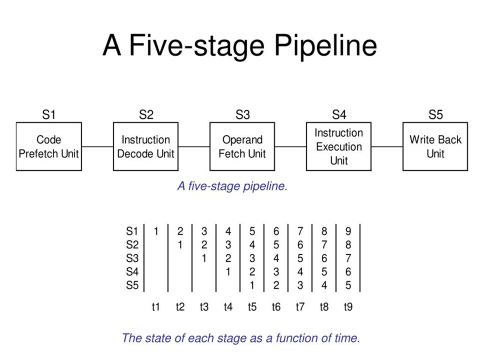 A Five-stage Pipeline
S1 S2 S3 S4 S5
Code
Prefetch Unit
Instruction
Decode Unit
Operand
Fetch Unit
Instruction
Execution
Unit
Write Back
Unit
A five-stage pipeline.
S1 1 2 3 4 5 6 7 8 9
S2 1 2 3 4 5 6 7 8
S3 1 2 3 4 5 6 7
S4 1 2 3 4 5 6
S5 1 2 3 4 5
t1 t2 t3 t4 t5 t6 t7 t8 t9
The state of each stage as a function of time.